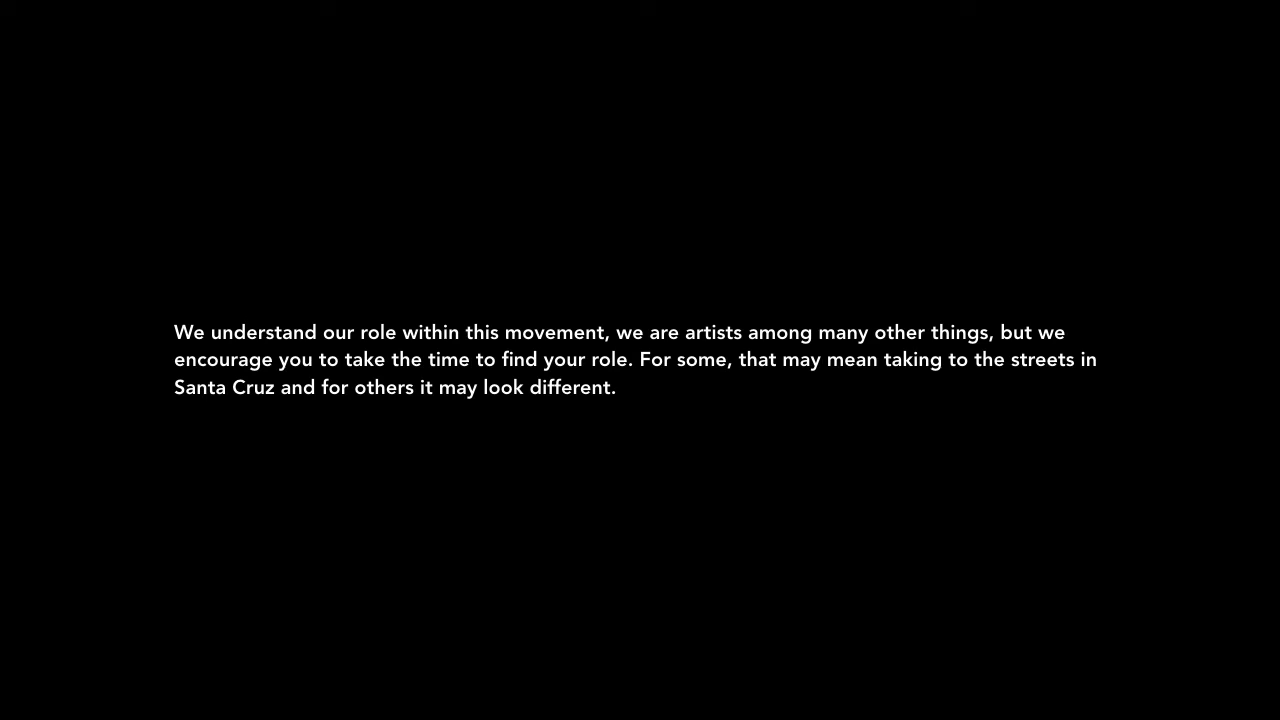 We understand our role within this movement, we are artists among many other things, but we
encourage you to take the time to find your role. For some, that may mean taking to the streets in
Santa Cruz and for others it may look different.